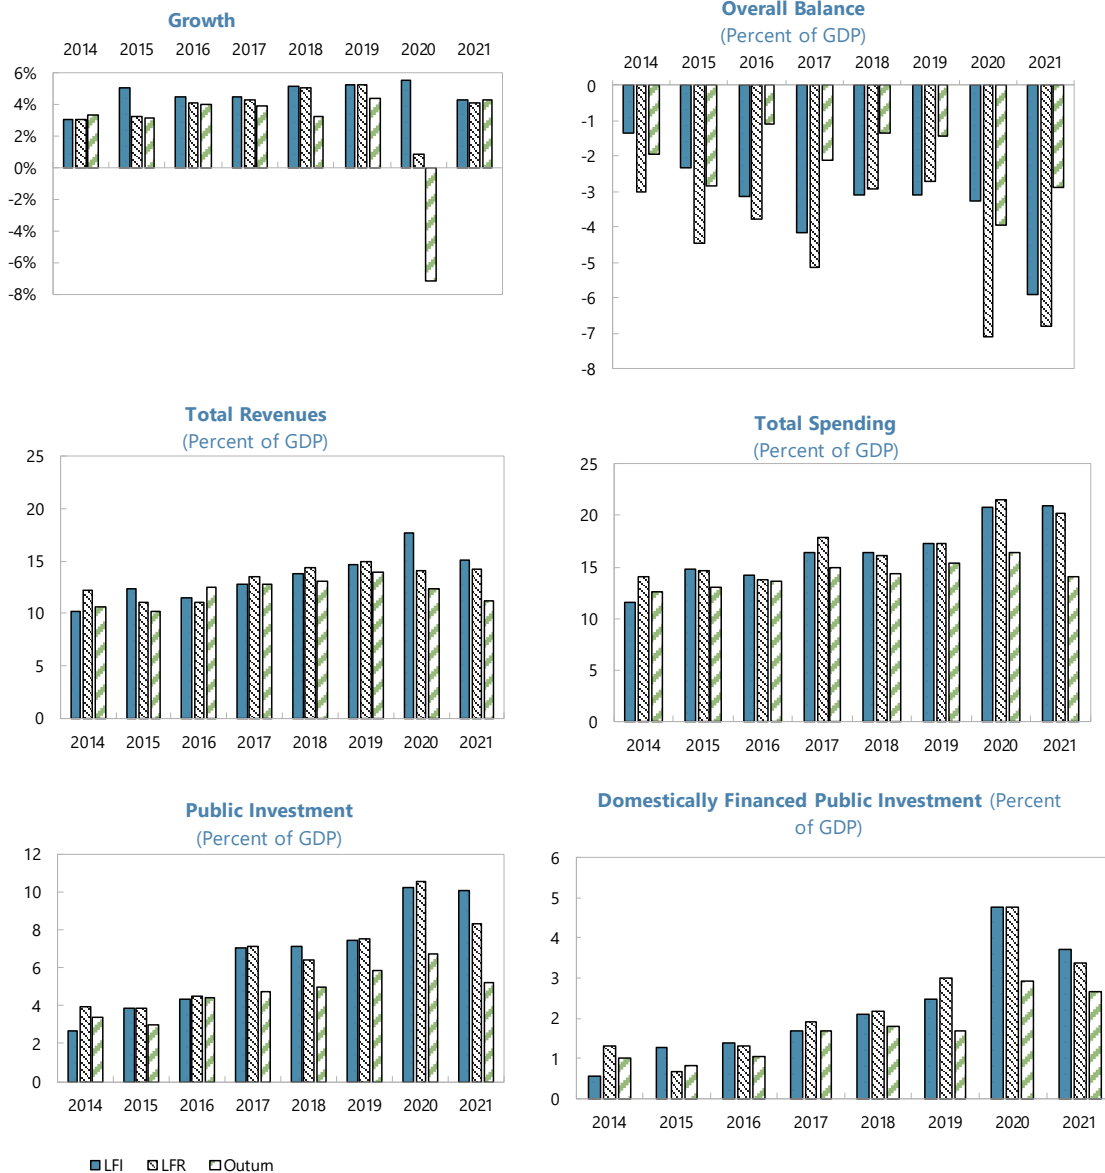 Growth
2014 2015 2016 2017 2018 2019 2020 2021
6%
4%
2%
0%
-2%
-4%
-6%
-8%
Overall Balance
(Percent of GDP)
2014 2015 2016 2017 2018 2019 2020 2021
0
-1
-2
-3
-4
-5
-6
-7
-8
Total Revenues
(Percent of GDP)
25
20
15
10
5
0
2014 2015 2016 2017 2018 2019 2020 2021
Total Spending
(Percent of GDP)
25
20
15
10
5
0
2014 2015 2016 2017 2018 2019 2020 2021
Public Investment
(Percent of GDP)
12
10
8
6
4
2
0
2014 2015 2016 2017 2018 2019 2020 2021
Domestically Financed Public Investment (Percent
of GDP)
6
5
4
3
2
1
0
2014 2015 2016 2017 2018 2019 2020 2021
LFI LFR Outurn